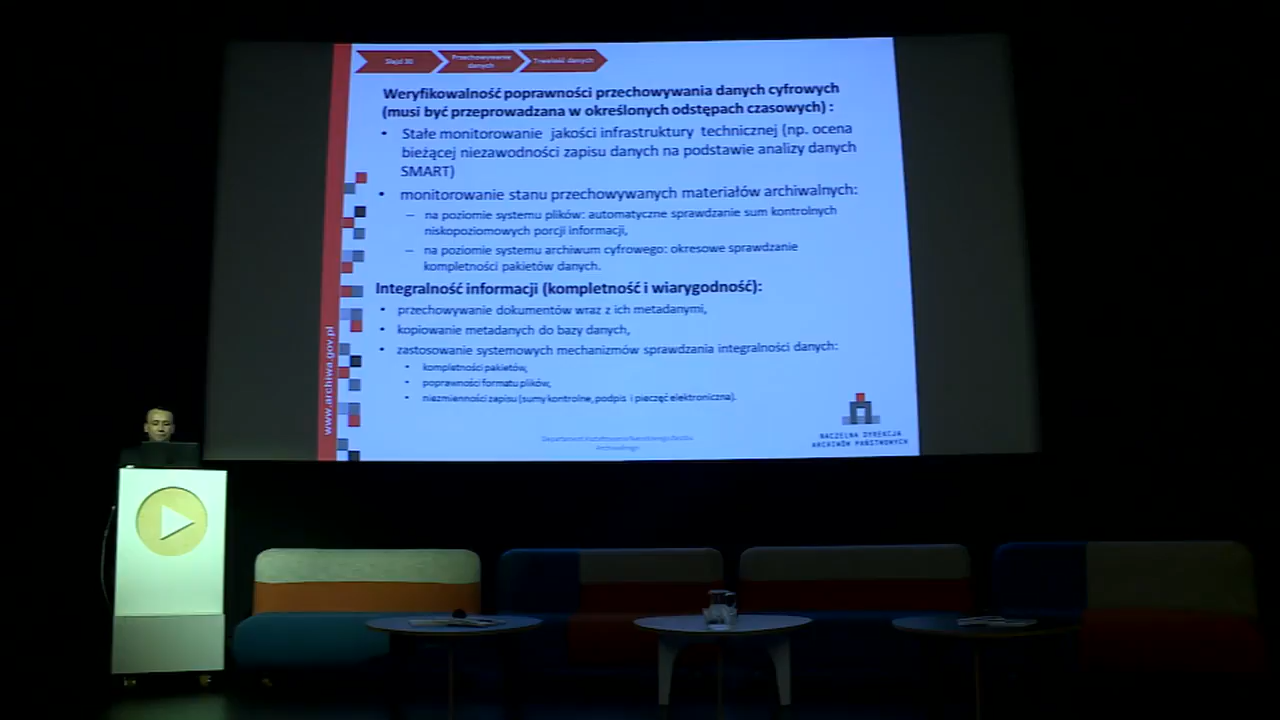 Slajd 30
Przechowywanie
danych
Trwałość danych
Weryfikowalność poprawności przechowywania danych cyfrowych
(musi być przeprowadzana w określonych odstępach czasowych) :
• Stałe monitorowanie jakości infrastruktury technicznej (np. ocena
bieżącej niezawodności zapisu danych na podstawie analizy danych
SMART)
• monitorowanie stanu przechowywanych materiałów archiwalnych:
– na poziomie systemu plików: automatyczne sprawdzanie sum kontrolnych
niskopoziomowych porcji informacji,
– na poziomie systemu archiwum cyfrowego: okresowe sprawdzanie
kompletności pakietów danych.
Integralność informacji (kompletność i wiarygodność):
• przechowywanie dokumentów wraz z ich metadanymi,
• kopiowanie metadanych do bazy danych,
• zastosowanie systemowych mechanizmów sprawdzania integralności danych:
• kompletności pakietów,
• poprawności formatu plików,
• niezmienności zapisu (sumy kontrolne, podpis i pieczęć elektroniczna).
www.archiwa.gov.pl
Departament Kształtowania Narodowego Zasobu
Archiwalnego
NACZELNA DYREKCJA
ARCHIWÓW PAŃSTWOWYCH